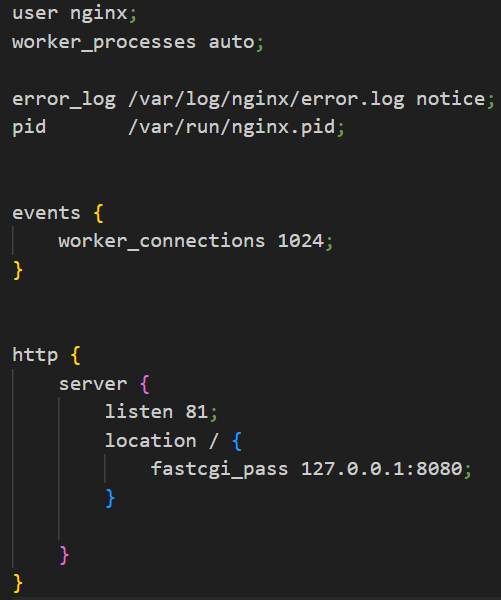 user nginx;
worker_processes auto;
error_log /var/log/nginx/error.log notice;
pid       /var/run/nginx.pid;
events {
    worker_connections 1024;
}
http {
    server {
        listen 81;
        location / {
            fastcgi_pass 127.0.0.1:8080;
        }
    }
}